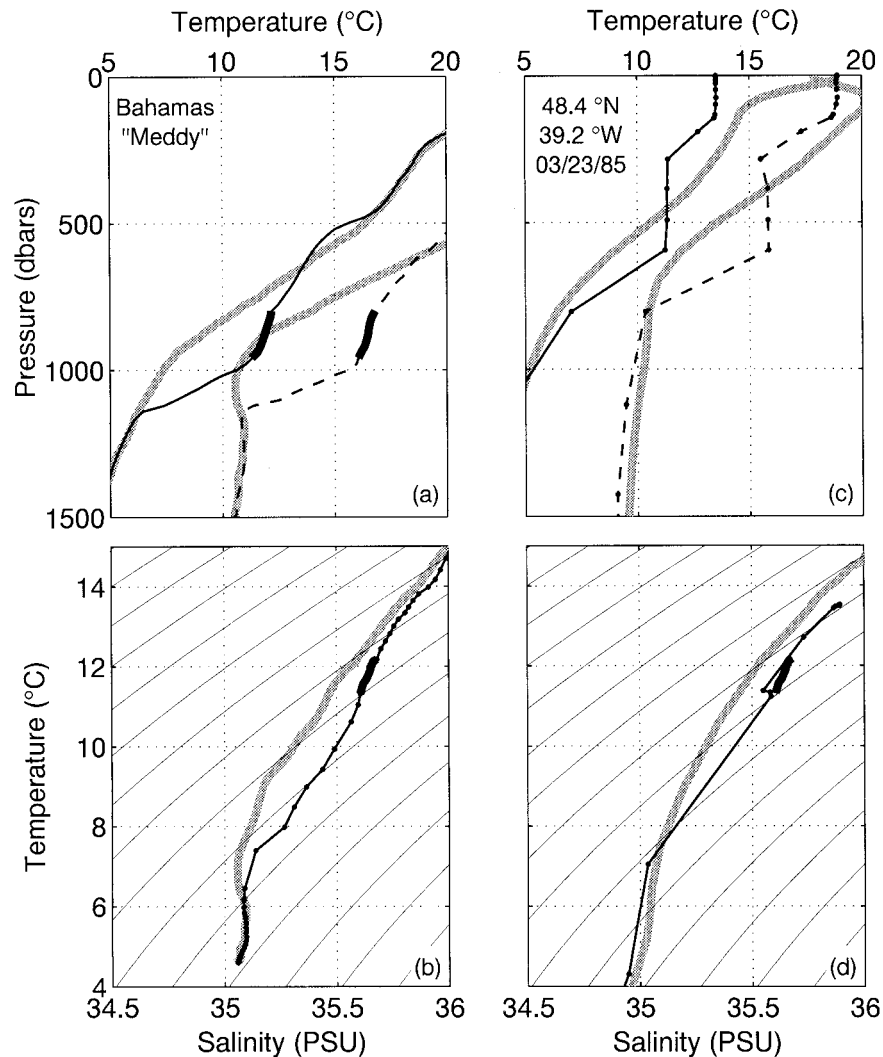 Temperature (°C)
5 10 15 20
Temperature (°C)
5 10 15 20
Pressure (dbars)
0
500
1000
1500
Bahamas
"Meddy"
(a)
48.4 °N
39.2 °W
03/23/85
(c)
Temperature (°C)
14
12
10
8
6
4
(b)
(d)
34.5 35 35.5 36
Salinity (PSU)
34.5 35 35.5 36
Salinity (PSU)